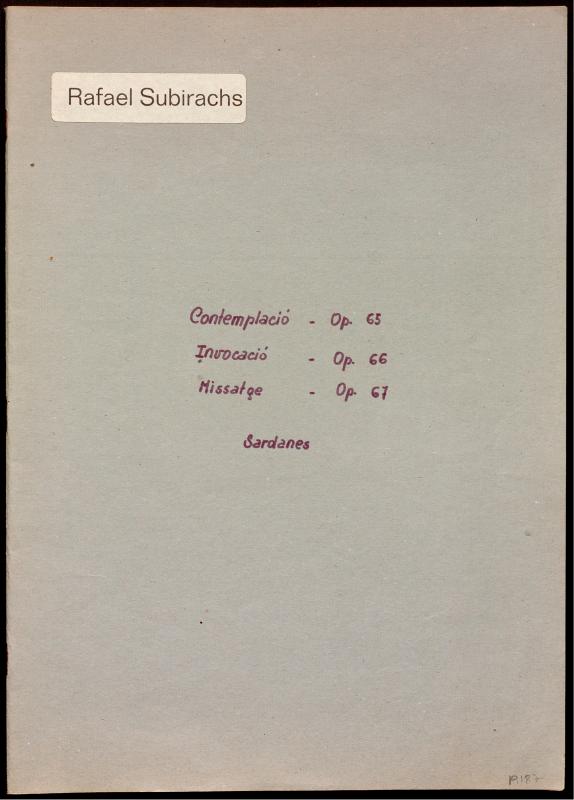 Rafael Subirachs
Contemplació - Op. 65
Invocació - Op. 66
Missatge - Op. 67
Sardanes